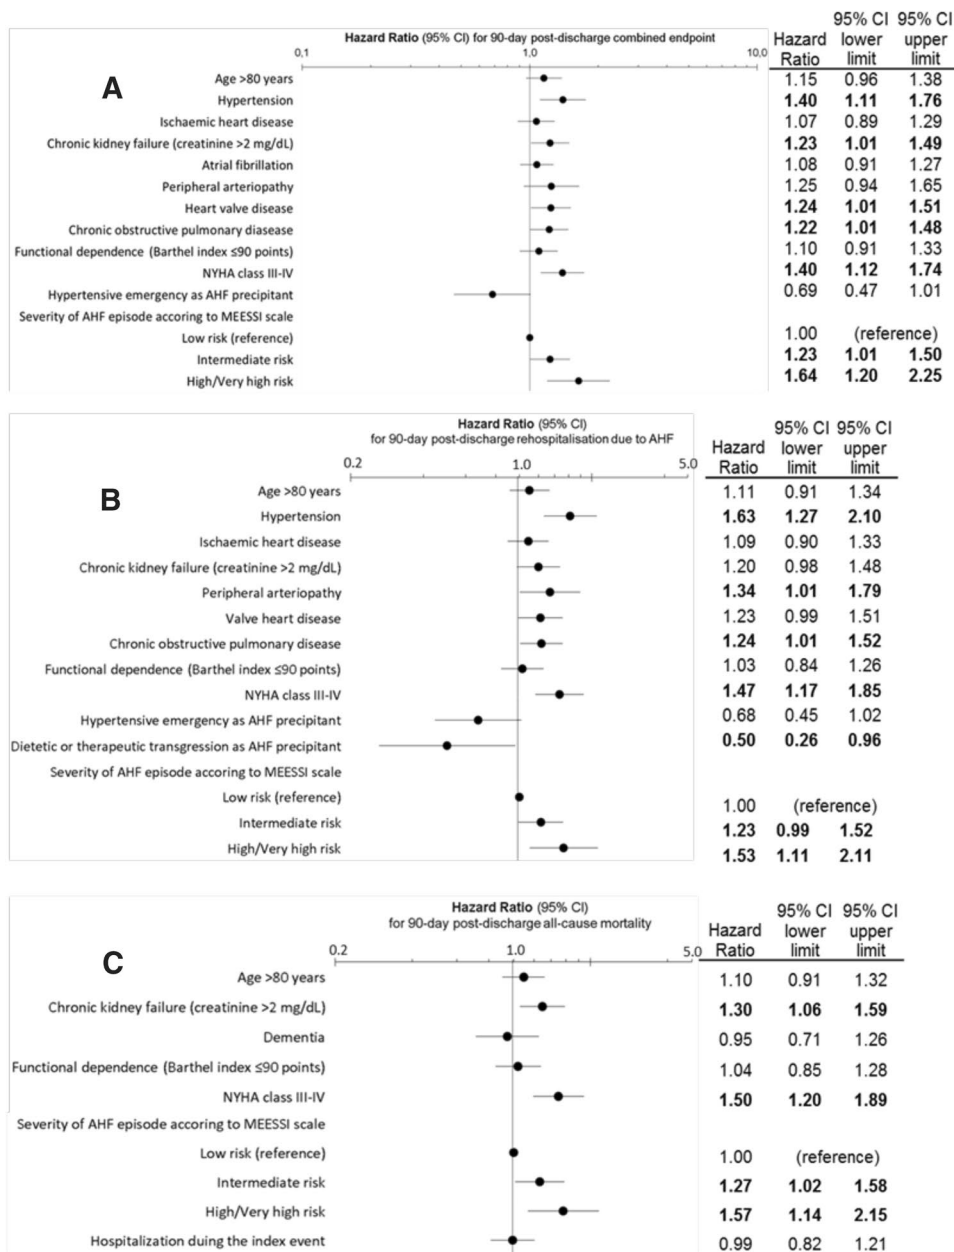 95% CI 95% CI
Hazard lower upper
Ratio limit limit
Hazard Ratio (95% CI) for 90-day post-discharge combined endpoint
0,1 1,0 10,0
A
Age >80 years 1.15 0.96 1.38
Hypertension 1.40 1.11 1.76
Ischaemic heart disease 1.07 0.89 1.29
Chronic kidney failure (creatinine >2 mg/dL) 1.23 1.01 1.49
Atrial fibrillation 1.08 0.91 1.27
Peripheral arteriopathy 1.25 0.94 1.65
Heart valve disease 1.24 1.01 1.51
Chronic obstructive pulmonary diasease 1.22 1.01 1.48
Functional dependence (Barthel index ≤90 points) 1.10 0.91 1.33
NYHA class III-IV 1.40 1.12 1.74
Hypertensive emergency as AHF precipitant 0.69 0.47 1.01
Severity of AHF episode accoring to MEESSI scale
Low risk (reference) 1.00 (reference)
Intermediate risk 1.23 1.01 1.50
High/Very high risk 1.64 1.20 2.25
Hazard Ratio (95% CI)
for 90-day post-discharge rehospitalisation due to AHF
95% CI 95% CI
Hazard lower upper
Ratio limit limit
0.2 1.0 5.0
B
Age >80 years 1.11 0.91 1.34
Hypertension 1.63 1.27 2.10
Ischaemic heart disease 1.09 0.90 1.33
Chronic kidney failure (creatinine >2 mg/dL) 1.20 0.98 1.48
Peripheral arteriopathy 1.34 1.01 1.79
Valve heart disease 1.23 0.99 1.51
Chronic obstructive pulmonary disease 1.24 1.01 1.52
Functional dependence (Barthel index ≤90 points) 1.03 0.84 1.26
NYHA class III-IV 1.47 1.17 1.85
Hypertensive emergency as AHF precipitant 0.68 0.45 1.02
Dietetic or therapeutic transgression as AHF precipitant 0.50 0.26 0.96
Severity of AHF episode accoring to MEESSI scale
Low risk (reference) 1.00 (reference)
Intermediate risk 1.23 0.99 1.52
High/Very high risk 1.53 1.11 2.11
Hazard Ratio (95% CI)
for 90-day post-discharge all-cause mortality
95% CI 95% CI
Hazard lower upper
Ratio limit limit
0.2 1.0 5.0
C
Age >80 years 1.10 0.91 1.32
Chronic kidney failure (creatinine >2 mg/dL) 1.30 1.06 1.59
Dementia 0.95 0.71 1.26
Functional dependence (Barthel index ≤90 points) 1.04 0.85 1.28
NYHA class III-IV 1.50 1.20 1.89
Severity of AHF episode accoring to MEESSI scale
Low risk (reference) 1.00 (reference)
Intermediate risk 1.27 1.02 1.58
High/Very high risk 1.57 1.14 2.15
Hospitalization duing the index event 0.99 0.82 1.21